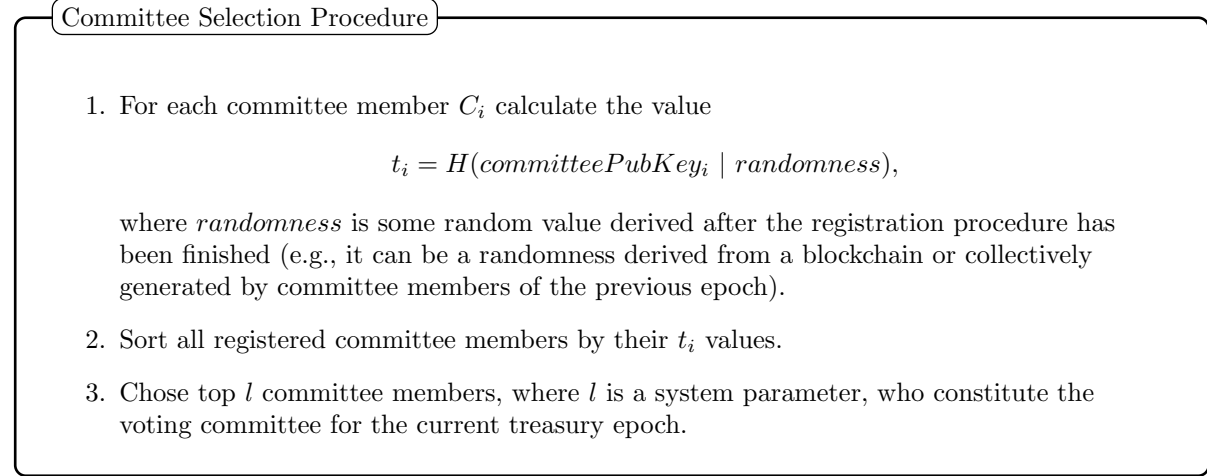 Committee Selection Procedure
1. For each committee member C_i calculate the value
t_i = H(committeePubKey_i | randomness),
where randomness is some random value derived after the registration procedure has
been finished (e.g., it can be a randomness derived from a blockchain or collectively
generated by committee members of the previous epoch).
2. Sort all registered committee members by their t_i values.
3. Chose top l committee members, where l is a system parameter, who constitute the
voting committee for the current treasury epoch.